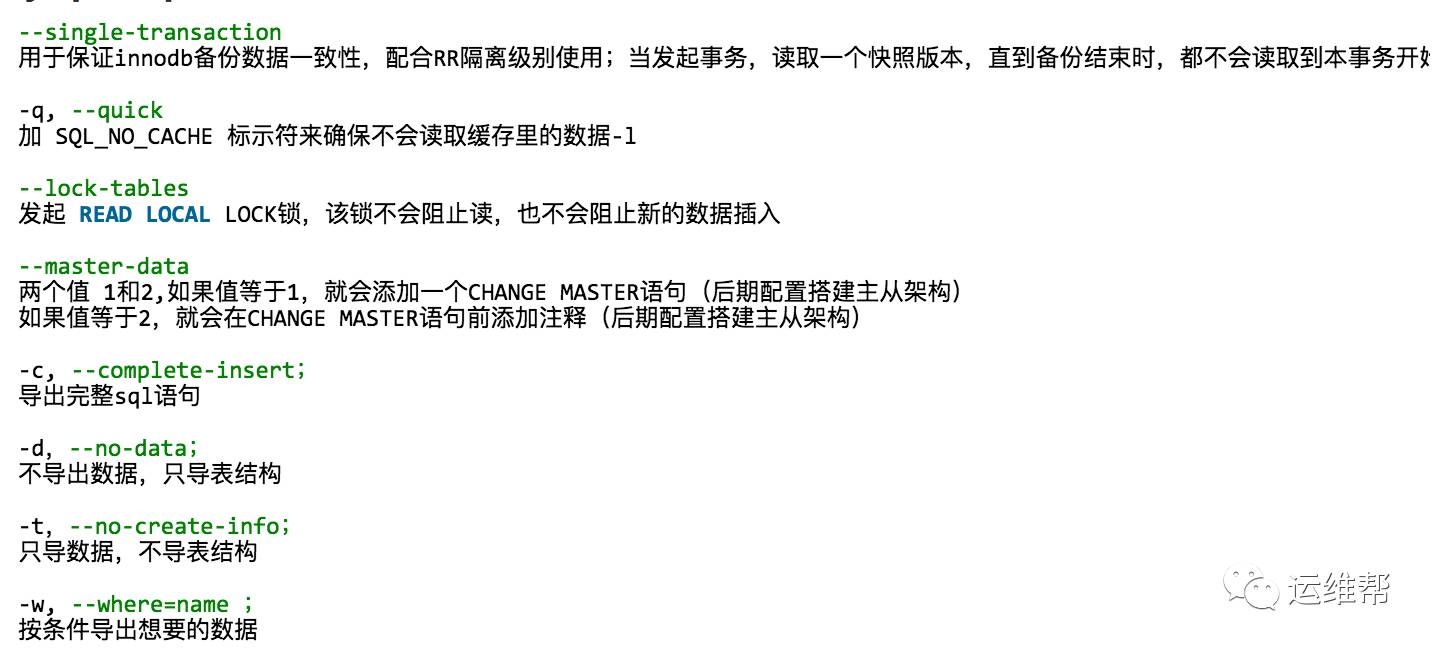 --single-transaction
用于保证innodb备份数据一致性，配合RR隔离级别使用；当发起事务，读取一个快照版本，直到备份结束时，都不会读取到本事务开始
-q, --quick
加 SQL_NO_CACHE 标示符来确保不会读取缓存里的数据-l
--lock-tables
发起 READ LOCAL LOCK锁，该锁不会阻止读，也不会阻止新的数据插入
--master-data
两个值 1和2,如果值等于1，就会添加一个CHANGE MASTER语句（后期配置搭建主从架构）
如果值等于2，就会在CHANGE MASTER语句前添加注释（后期配置搭建主从架构）
-c, --complete-insert；
导出完整sql语句
-d, --no-data；
不导出数据，只导表结构
-t, --no-create-info；
只导数据，不导表结构
-w, --where=name ；
按条件导出想要的数据
运维帮